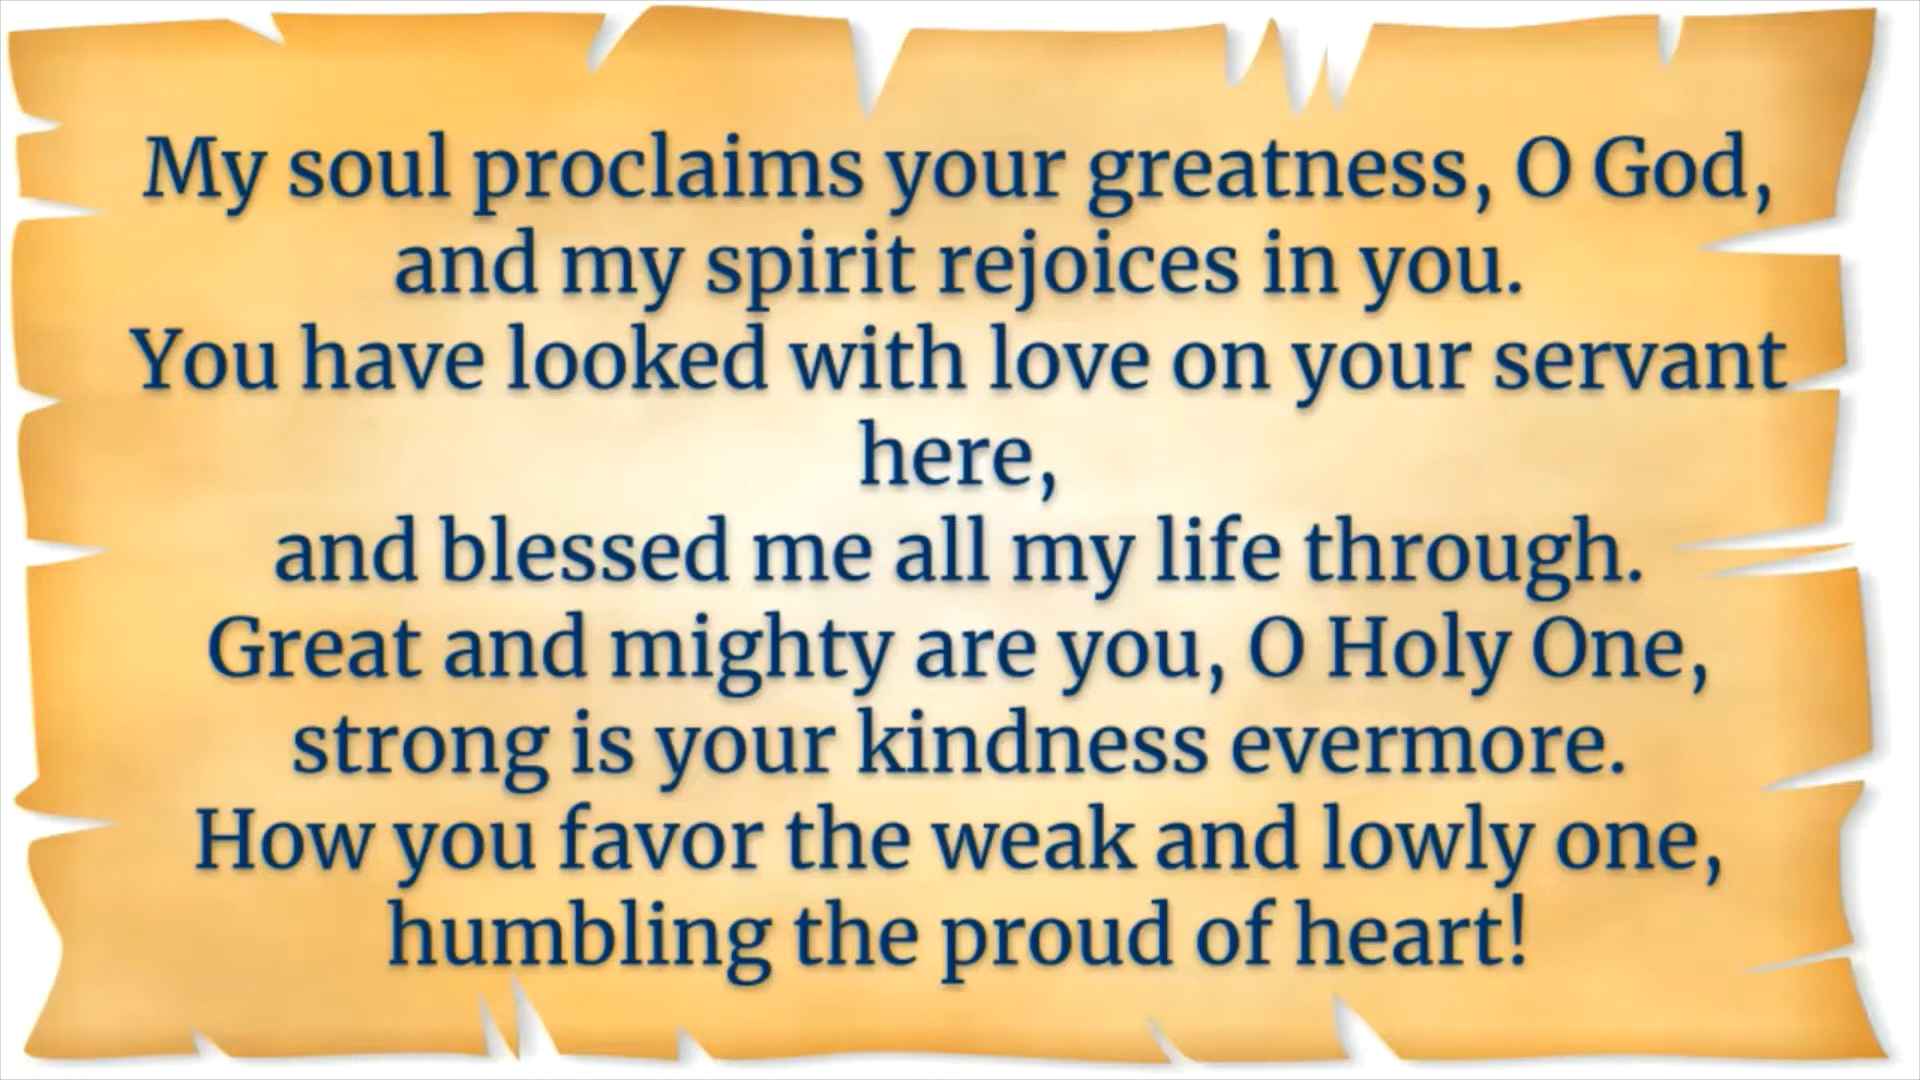 My soul proclaims your greatness, O God,
and my spirit rejoices in you.
You have looked with love on your servant
here,
and blessed me all my life through.
Great and mighty are you, O Holy One,
strong is your kindness evermore.
How you favor the weak and lowly one,
humbling the proud of heart!